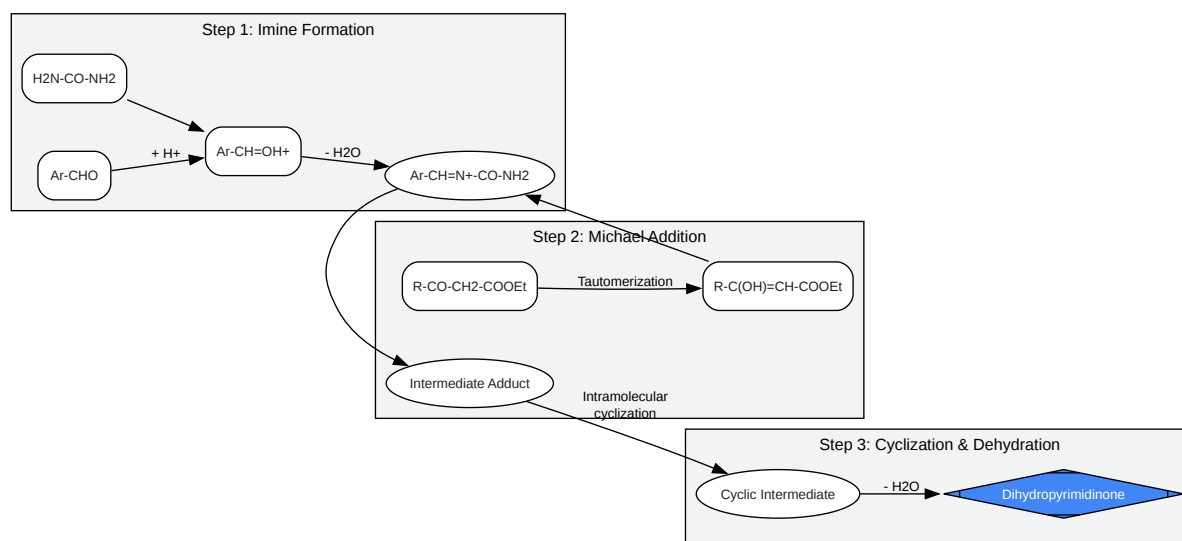 Step 1: Imine Formation
H2N-CO-NH2
Ar-CHO
+ H+
Ar-CH=OH+
- H2O
Ar-CH=N+-CO-NH2
Step 2: Michael Addition
R-CO-CH2-COOEt
Tautomerization
R-C(OH)=CH-COOEt
Intermediate Adduct
Intramolecular
cyclization
Step 3: Cyclization & Dehydration
Cyclic Intermediate
- H2O
Dihydropyrimidinone